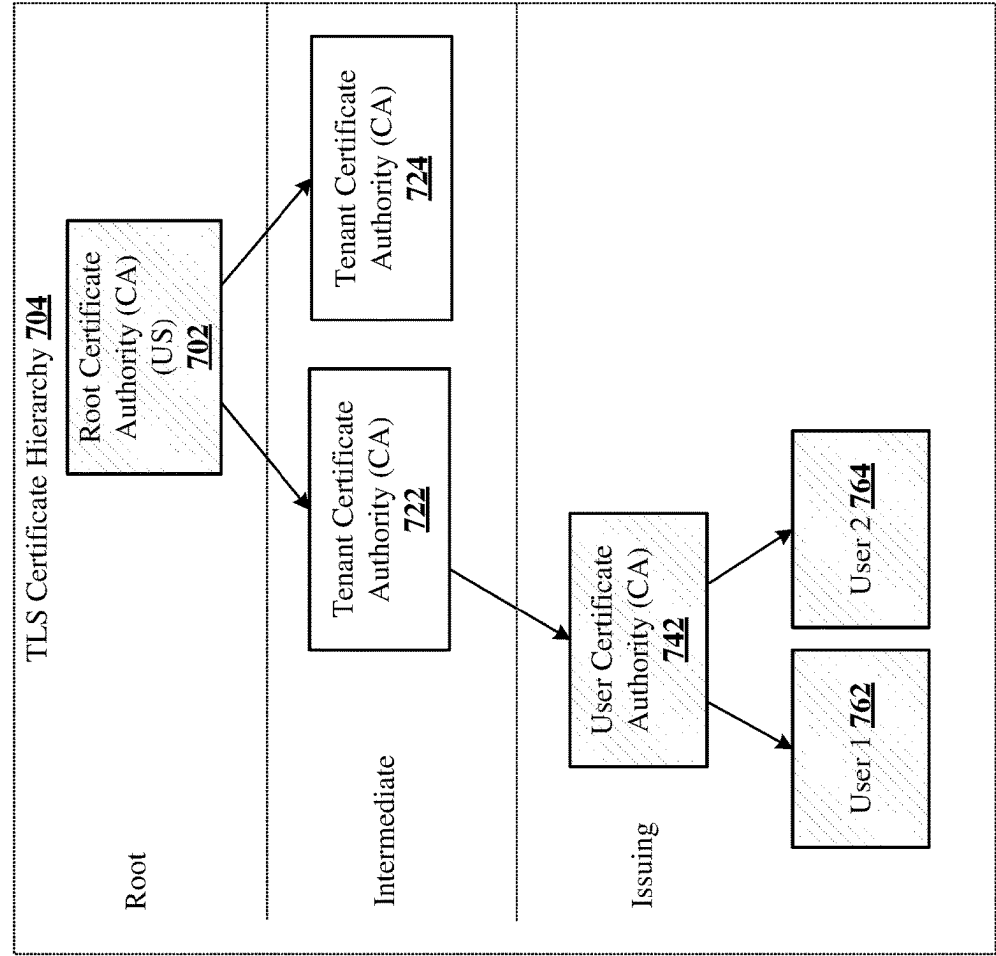 TLS Certificate Hierarchy 704
Root
Root Certificate
Authority (CA)
(US)
702
Intermediate
Tenant Certificate
Authority (CA)
722
Tenant Certificate
Authority (CA)
724
Issuing
User Certificate
Authority (CA)
742
User 1 762
User 2 764